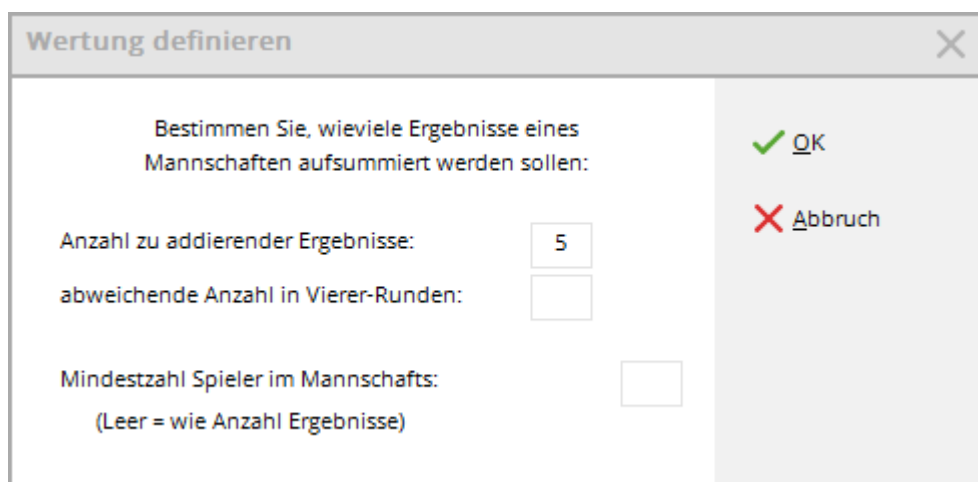 Wertung definieren
Bestimmen Sie, wieviele Ergebnisse eines
Mannschaften aufsummiert werden sollen:
OK
Abbruch
Anzahl zu addierender Ergebnisse: 5
abweichende Anzahl in Vierer-Runden:
Mindestzahl Spieler im Mannschafts:
(Leer = wie Anzahl Ergebnisse)